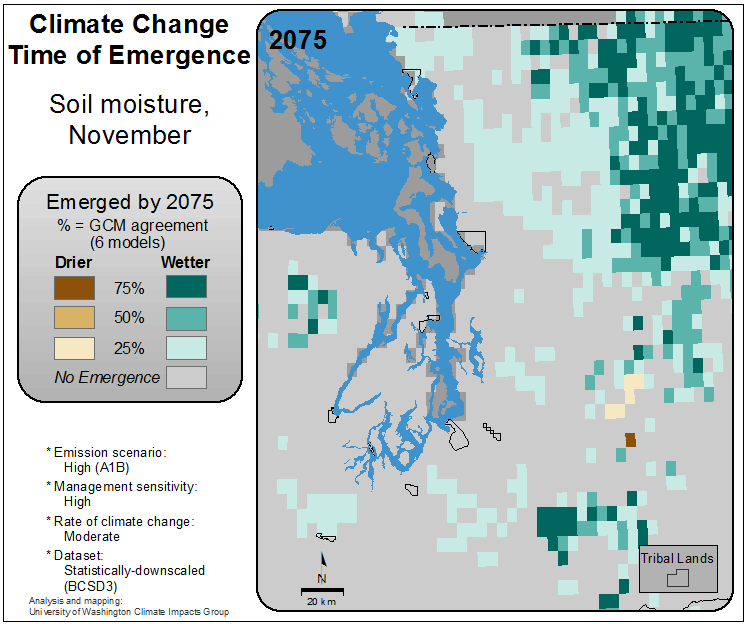 Climate Change
Time of Emergence
Soil moisture,
November
Emerged by 2075
% = GCM agreement
(6 models)
Drier Wetter
75%
50%
25%
No Emergence
* Emission scenario:
High (A1B)
* Management sensitivity:
High
* Rate of climate change:
Moderate
* Dataset:
Statistically-downscaled
(BCSD3)
Analysis and mapping:
University of Washington Climate Impacts Group
2075
N
20 km
Tribal Lands